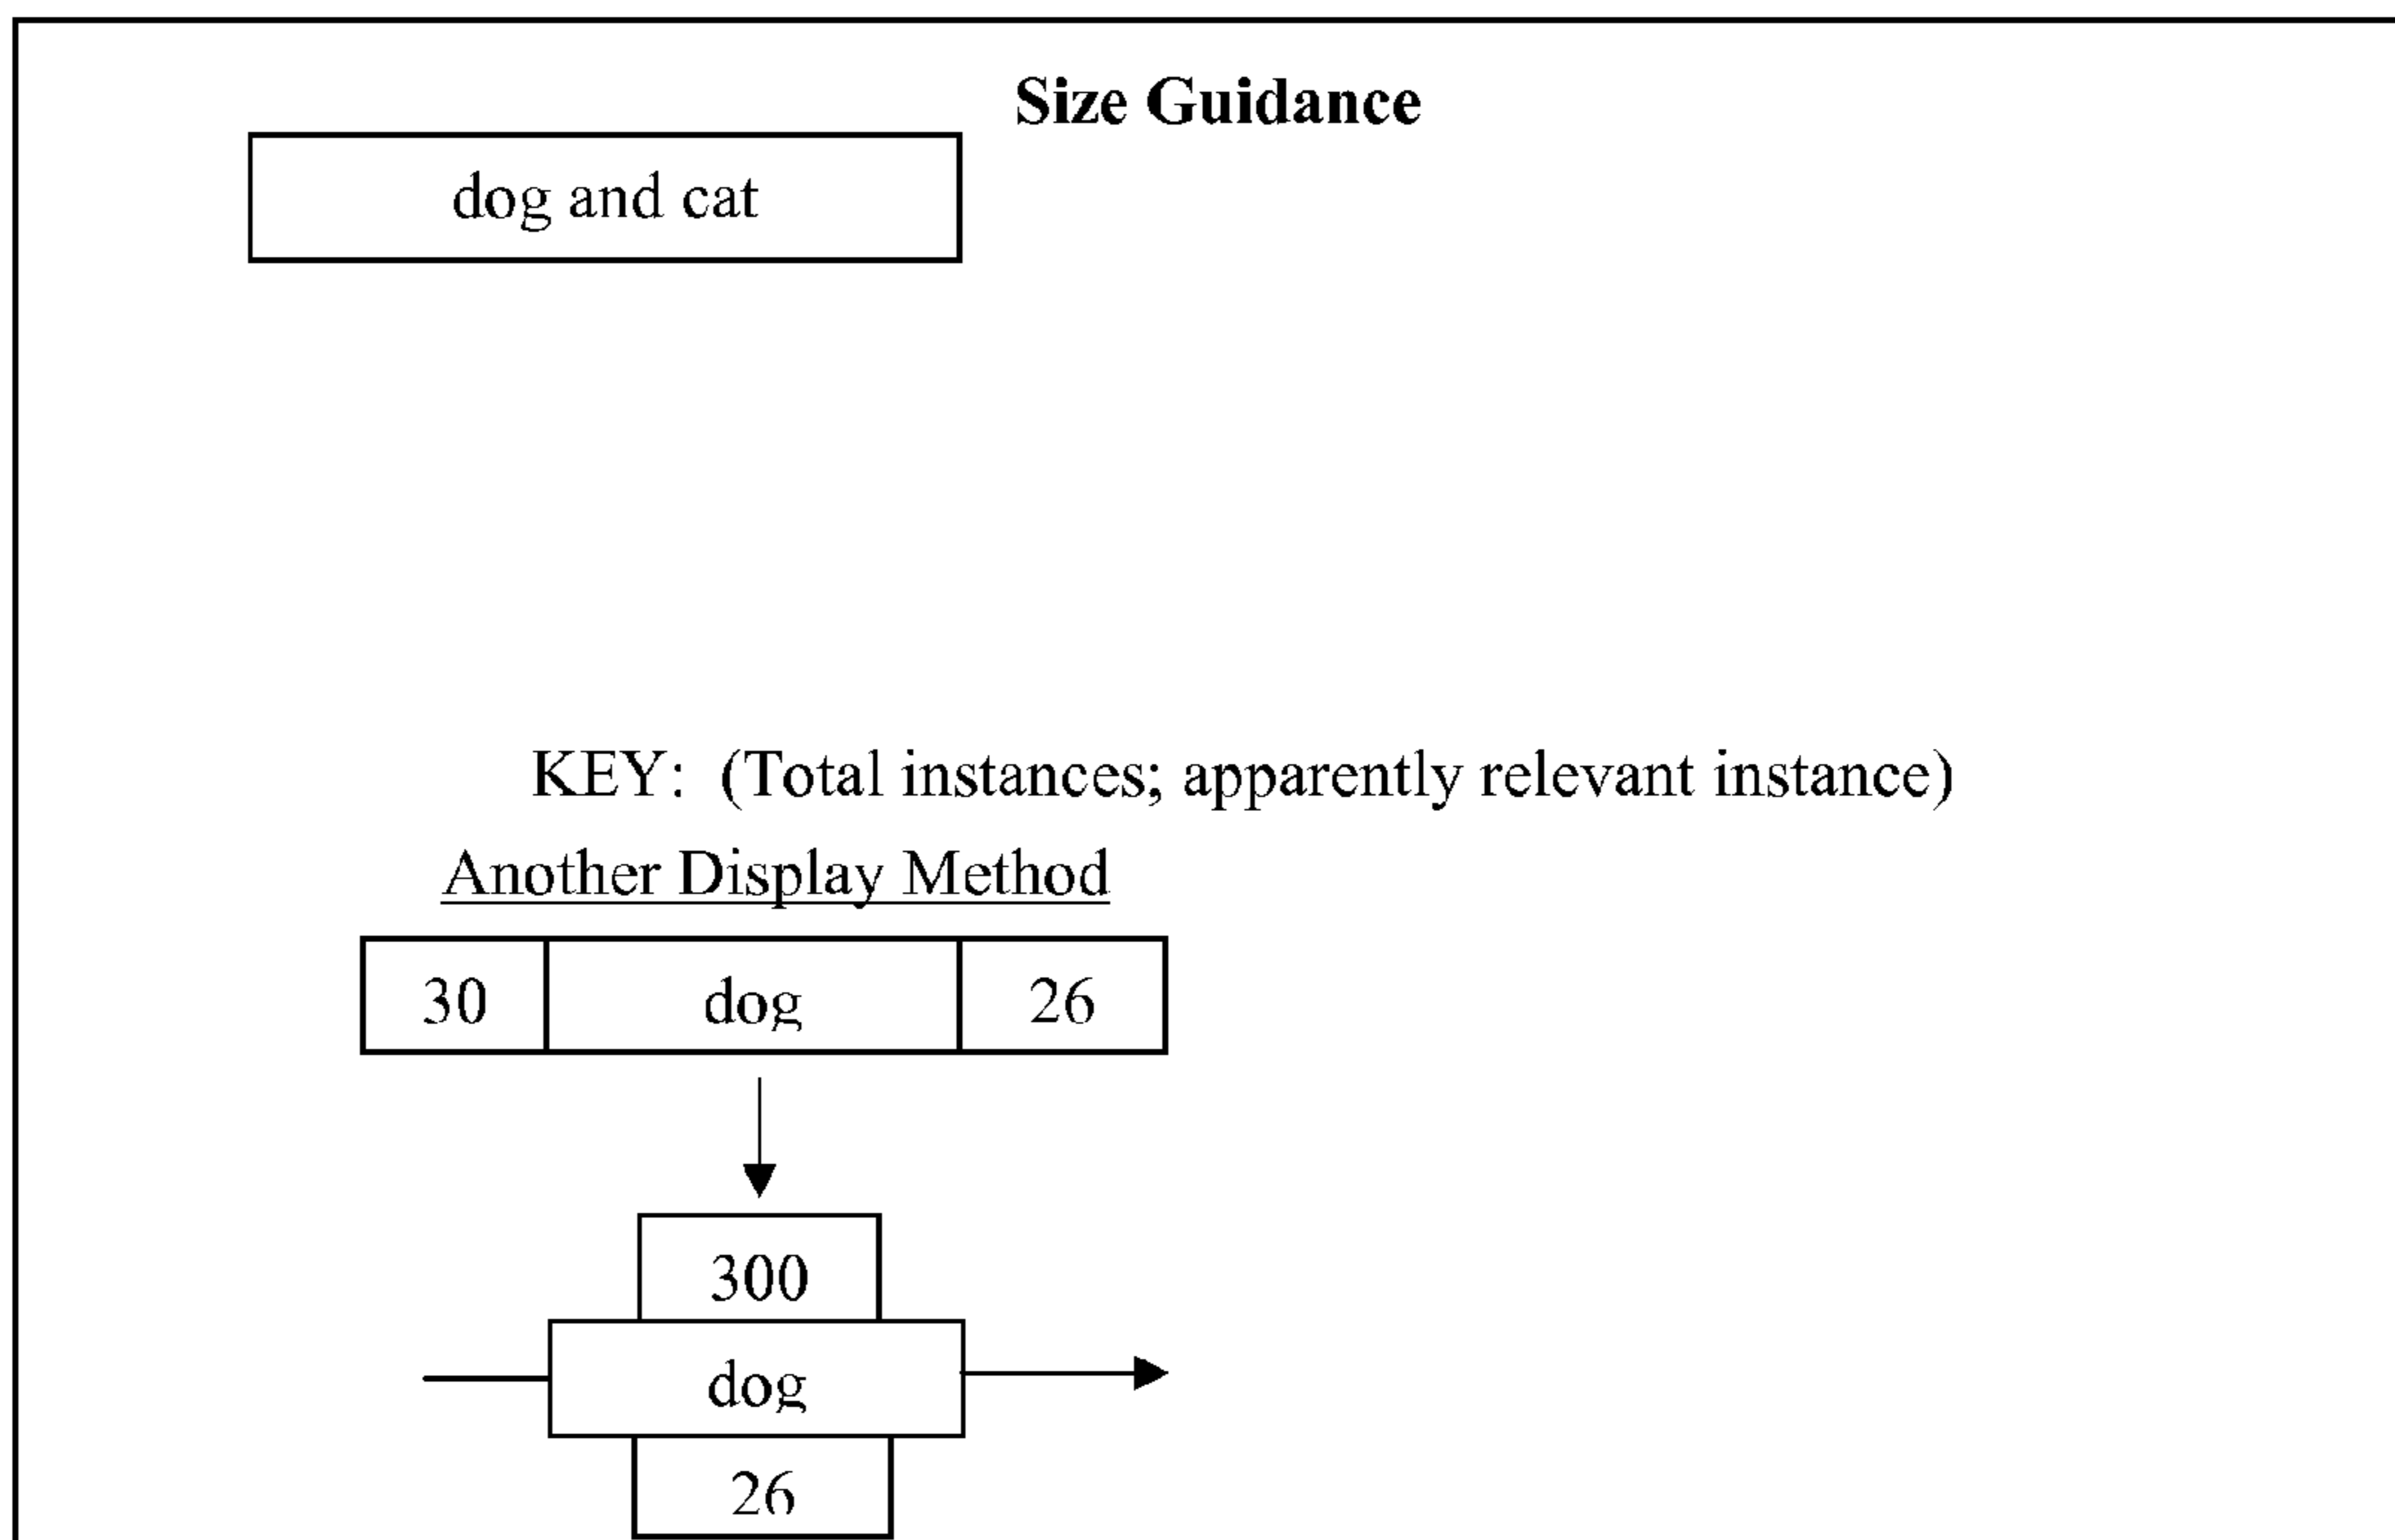 Size Guidance
dog and cat
KEY: (Total instances; apparently relevant instance)
Another Display Method
30 dog 26
300
dog
26